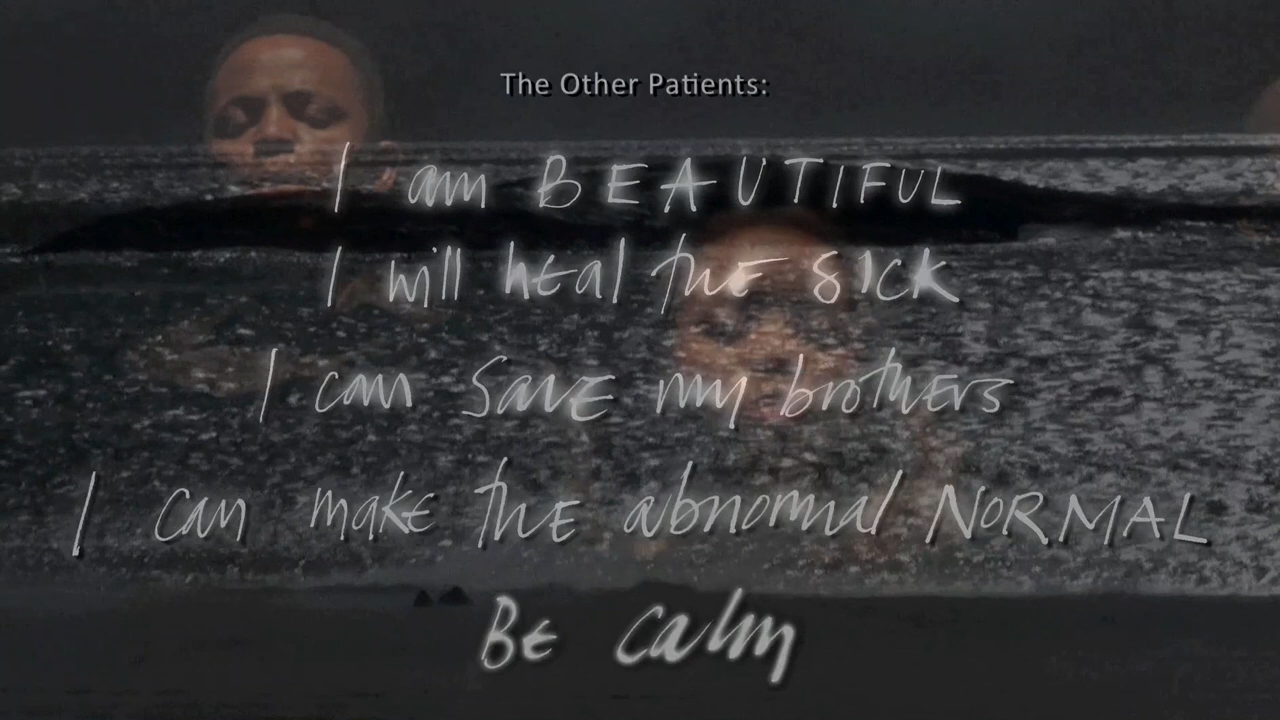 The Other Patients:
I am BEAUTIFUL
I will heal the sick
I can save my brothers
I can make the abnormal NORMAL
Be calm